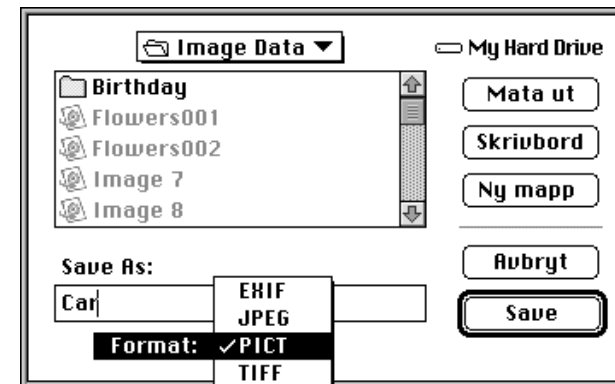 Image Data
My Hard Drive
Birthday
Flowers001
Flowers002
Image 7
Image 8
Mata ut
Skrivbord
Ny mapp
Avbryt
Save
Save As:
Car
Format:
EXIF
JPEG
✓PICT
TIFF